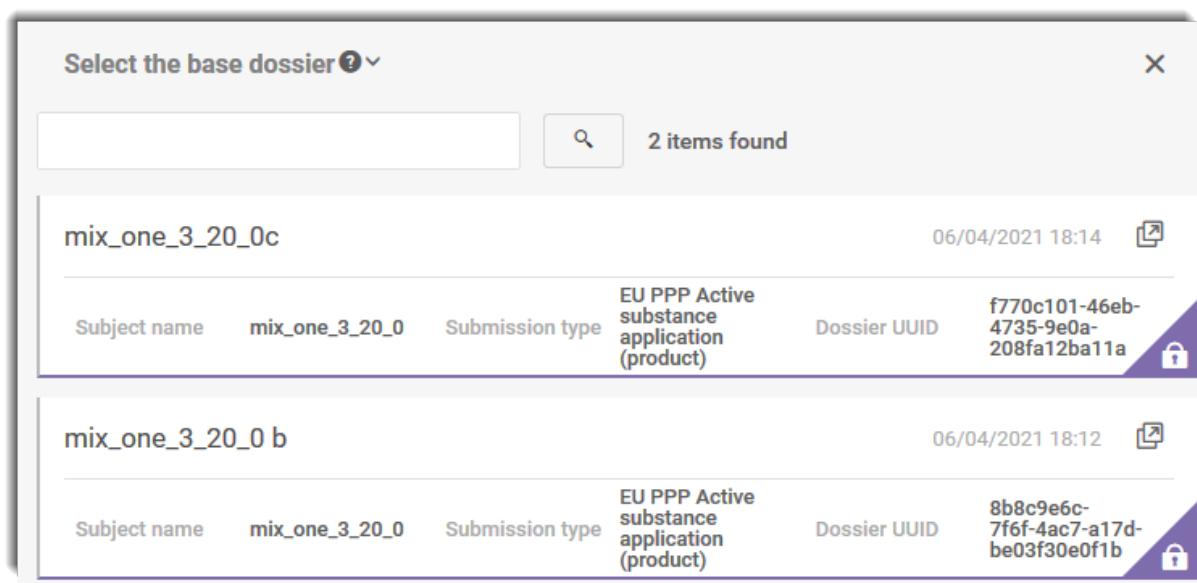 Select the base dossier
2 items found
mix_one_3_20_0c 06/04/2021 18:14
Subject name mix_one_3_20_0 Submission type EU PPP Active substance application (product) Dossier UUID f770c101-46eb-4735-9e0a-208fa12ba11a
mix_one_3_20_0 b 06/04/2021 18:12
Subject name mix_one_3_20_0 Submission type EU PPP Active substance application (product) Dossier UUID 8b8c9e6c-7f6f-4ac7-a17d-be03f30e0f1b